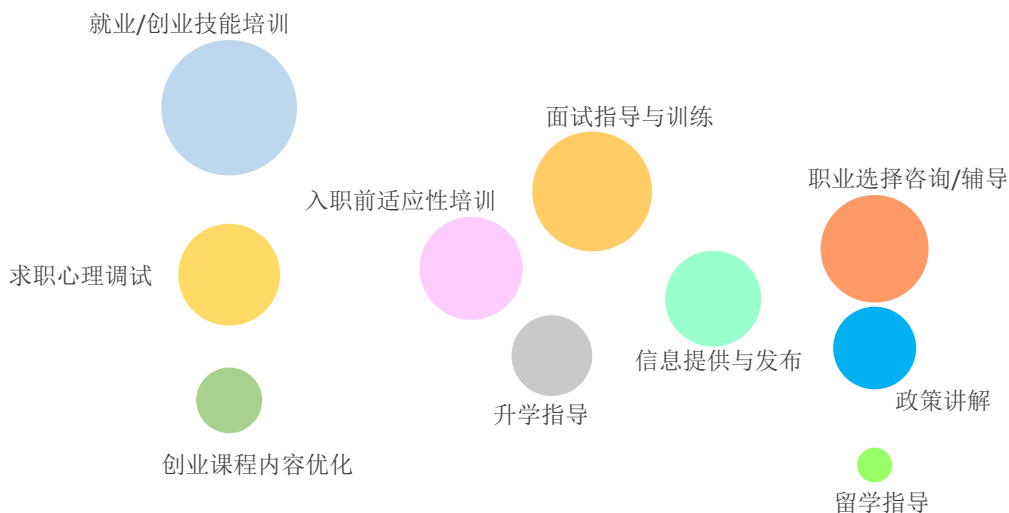 就业/创业技能培训
面试指导与训练
职业选择咨询/辅导
入职前适应性培训
求职心理调试
信息提供与发布
政策讲解
升学指导
创业课程内容优化
留学指导